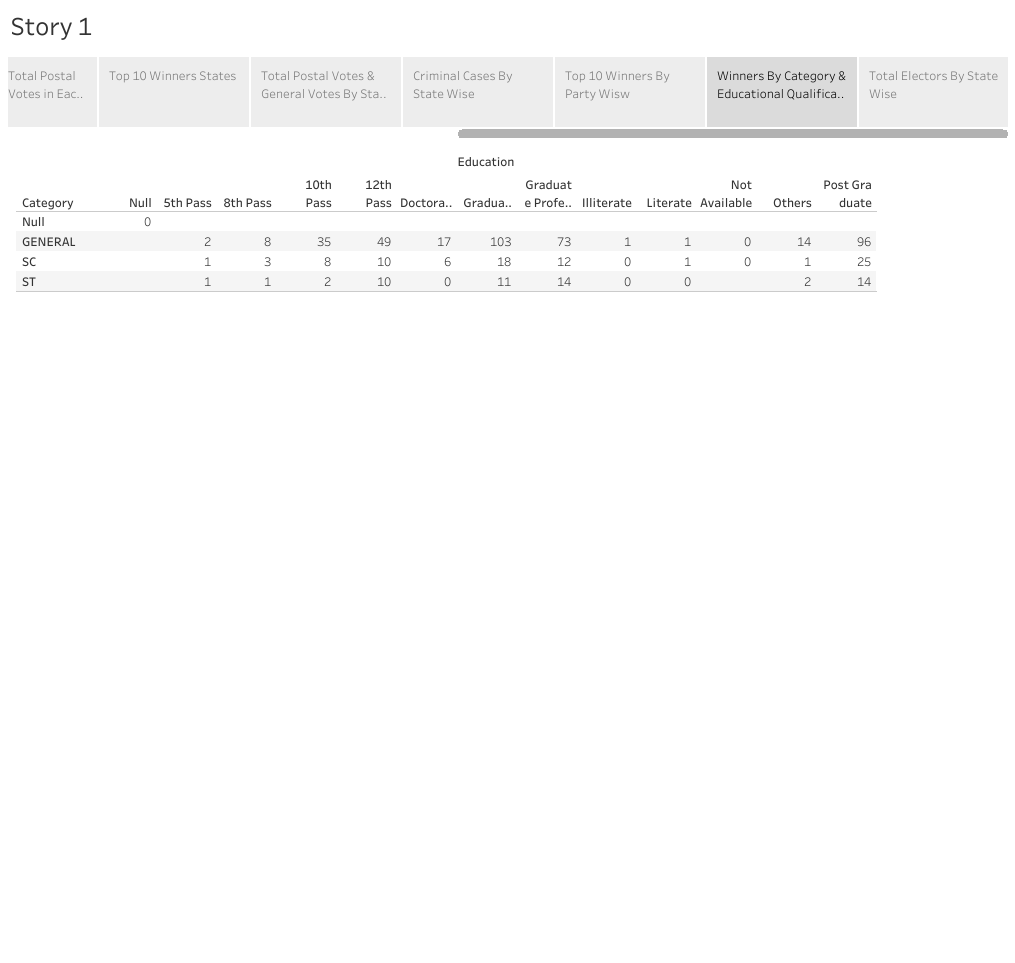 Story 1
Total Postal
Votes in Eac..
Top 10 Winners States
Total Postal Votes &
General Votes By Sta..
Criminal Cases By
State Wise
Top 10 Winners By
Party Wisw
Winners By Category &
Educational Qualifica..
Total Electors By State
Wise
Education
10th 12th Graduat Not Post Gra
Category Null 5th Pass 8th Pass Pass Pass Doctora.. Gradua.. e Profe.. Illiterate Literate Available Others duate
Null 0
GENERAL 2 8 35 49 17 103 73 1 1 0 14 96
SC 1 3 8 10 6 18 12 0 1 0 1 25
ST 1 1 2 10 0 11 14 0 0 2 14